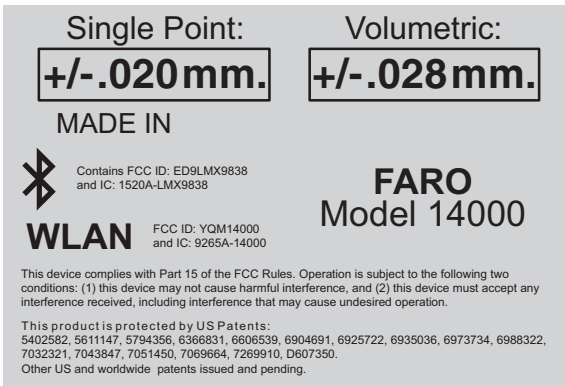 Single Point:
Volumetric:
+/-.020mm.
+/-.028mm.
MADE IN
Contains FCC ID: ED9LMX9838
and IC: 1520A-LMX9838
FARO
Model 14000
WLAN
FCC ID: YQM14000
and IC: 9265A-14000
This device complies with Part 15 of the FCC Rules. Operation is subject to the following two
conditions: (1) this device may not cause harmful interference, and (2) this device must accept any
interference received, including interference that may cause undesired operation.
This product is protected by US Patents:
5402582, 5611147, 5794356, 6366831, 6606539, 6904691, 6925722, 6935036, 6973734, 6988322,
7032321, 7043847, 7051450, 7069664, 7269910, D607350.
Other US and worldwide patents issued and pending.